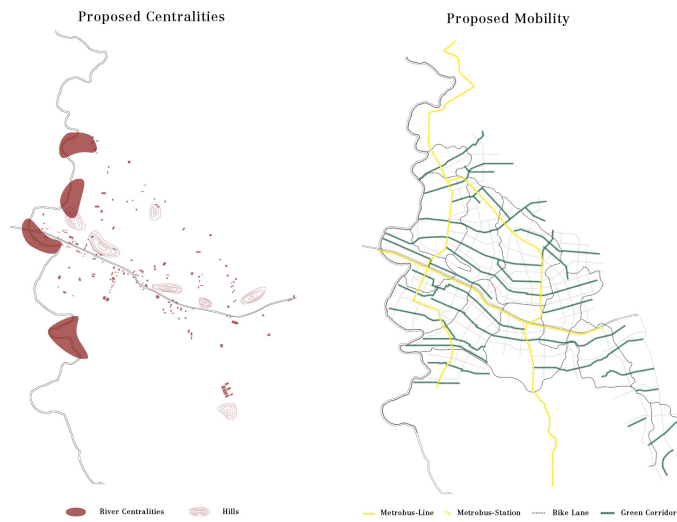 Proposed Centralities
Proposed Mobility
River Centralities
Hills
Metrobus-Line
Metrobus-Station
Bike Lane
Green Corridor